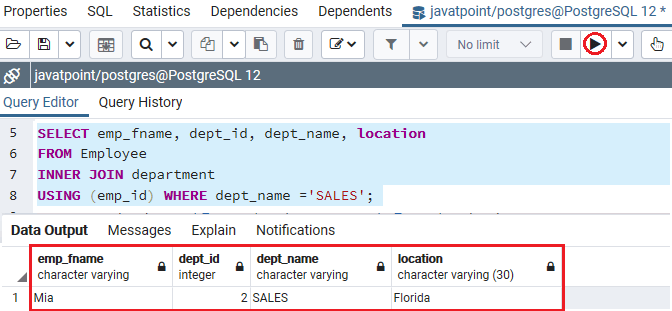 Properties SQL Statistics Dependencies Dependents javatpoint/postgres@PostgreSQL 12 *
No limit
javatpoint/postgres@PostgreSQL 12
Query Editor Query History
5 SELECT emp_fname, dept_id, dept_name, location
6 FROM Employee
7 INNER JOIN department
8 USING (emp_id) WHERE dept_name ='SALES';
Data Output Messages Explain Notifications
emp_fname dept_id dept_name location
character varying integer character varying character varying (30)
1 Mia 2 SALES Florida